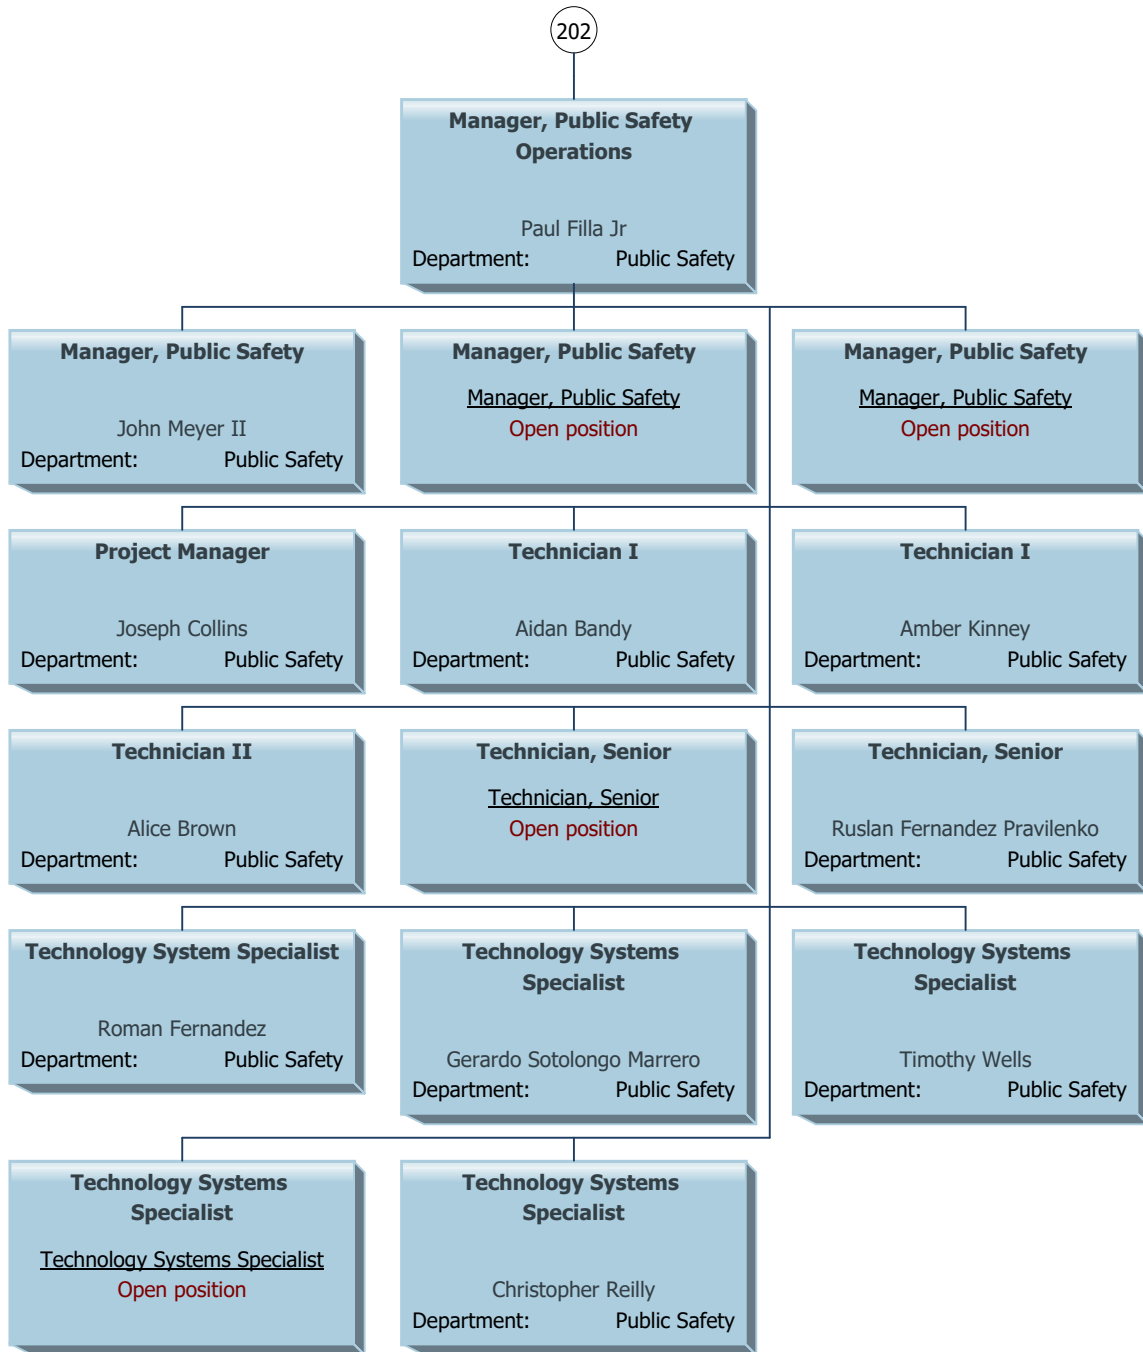 202
Manager, Public Safety
Operations
Paul Filla Jr
Department: Public Safety
Manager, Public Safety
John Meyer II
Department: Public Safety
Manager, Public Safety
Manager, Public Safety
Open position
Manager, Public Safety
Manager, Public Safety
Open position
Project Manager
Joseph Collins
Department: Public Safety
Technician I
Aidan Bandy
Department: Public Safety
Technician I
Amber Kinney
Department: Public Safety
Technician II
Alice Brown
Department: Public Safety
Technician, Senior
Technician, Senior
Open position
Technician, Senior
Ruslan Fernandez Pravilenko
Department: Public Safety
Technology System Specialist
Roman Fernandez
Department: Public Safety
Technology Systems
Specialist
Gerardo Sotolongo Marrero
Department: Public Safety
Technology Systems
Specialist
Timothy Wells
Department: Public Safety
Technology Systems
Specialist
Technology Systems Specialist
Open position
Technology Systems
Specialist
Christopher Reilly
Department: Public Safety